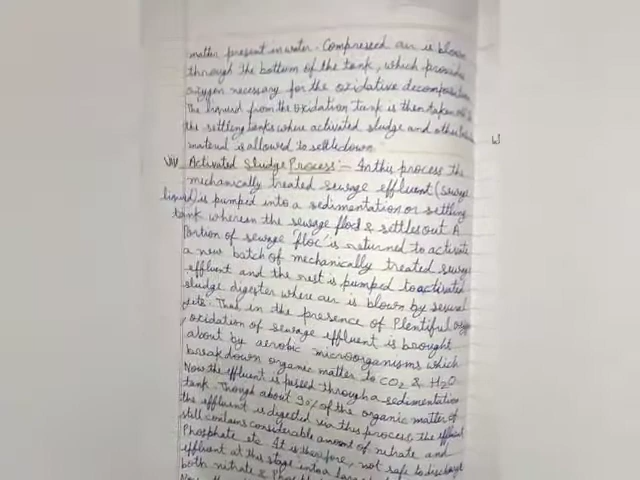 matter present in water. Compressed air is blown
through the bottom of the tank, which provides
oxygen necessary for the oxidative decomposition
The liquid from the oxidation tank is then taken
the settling tanks where activated sludge and other
material is allowed to settle down.
Activated Sludge Process:- In this process the
mechanically treated sewage effluent (sewage
liquid) is pumped into a sedimentation or settling
tank wherein the sewage flocs & settles out. A
Portion of sewage 'floc' is returned to activate
a new batch of mechanically treated sewage
effluent and the rest is pumped to activated
sludge digester where air is blown by several
jets. Thus in the presence of Plentiful oxygen
oxidation of sewage effluent is brought
about by aerobic microorganisms which
breakdown organic matter to CO2 & H2O.
Now the effluent is passed through a sedimentation
tank. Though about 90% of the organic matter of
the effluent is digested via this process, the effluent
still contains considerable amount of nitrate and
Phosphate etc. It is therefore, not safe to discharge
effluent at this stage into a
both nitrate &